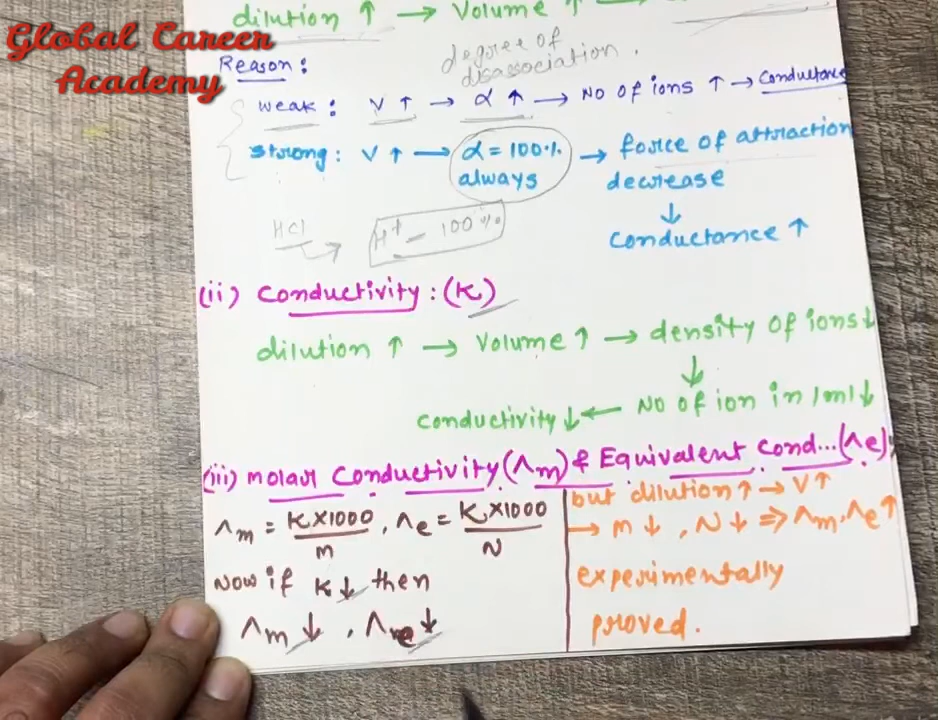 dilution ↑ → Volume ↑ →
Global Career
Academy
Reason:
degree of
disassociation.
weak: V ↑ → α ↑ → No of ions ↑ → Conductance
strong: V ↑ → α = 100% → force of attraction
always decrease
↓
HCl → H+ – 100%
Conductance ↑
(ii) Conductivity: (K)
dilution ↑ → Volume ↑ → density of ions ↓
↓
Conductivity ↓ ← No of ion in 1ml ↓
(iii) Molar Conductivity (Λm) & Equivalent Cond... (Λe):
Λm = K×1000/M , Λe = K×1000/N
Now if K↓ then
Λm ↓ , Λe ↓
but dilution ↑ → V↑
→ M ↓ , N ↓ ⇒ Λm, Λe ↑
experimentally
proved.